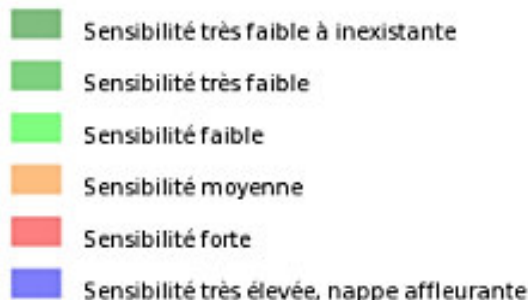 Sensibilité très faible à inexistante
Sensibilité très faible
Sensibilité faible
Sensibilité moyenne
Sensibilité forte
Sensibilité très élevée, nappe affleurante